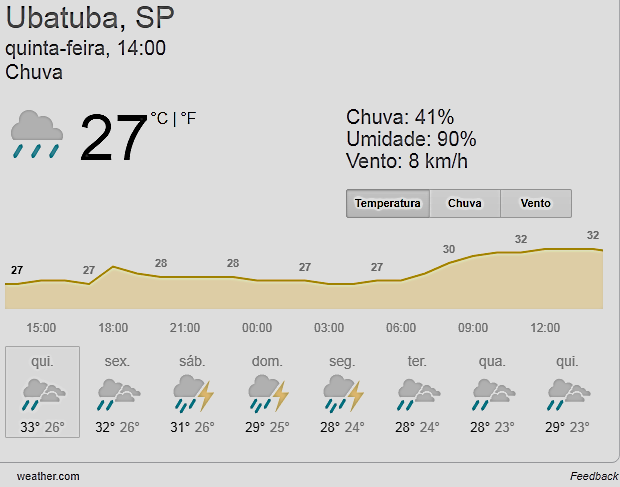 Ubatuba, SP
quinta-feira, 14:00
Chuva
27 °C | °F
Chuva: 41%
Umidade: 90%
Vento: 8 km/h
Temperatura Chuva Vento
27 27 28 28 27 27 30 32 32
15:00 18:00 21:00 00:00 03:00 06:00 09:00 12:00
qui. sex. sáb. dom. seg. ter. qua. qui.
33° 26° 32° 26° 31° 26° 29° 25° 28° 24° 28° 24° 28° 23° 29° 23°
weather.com Feedback